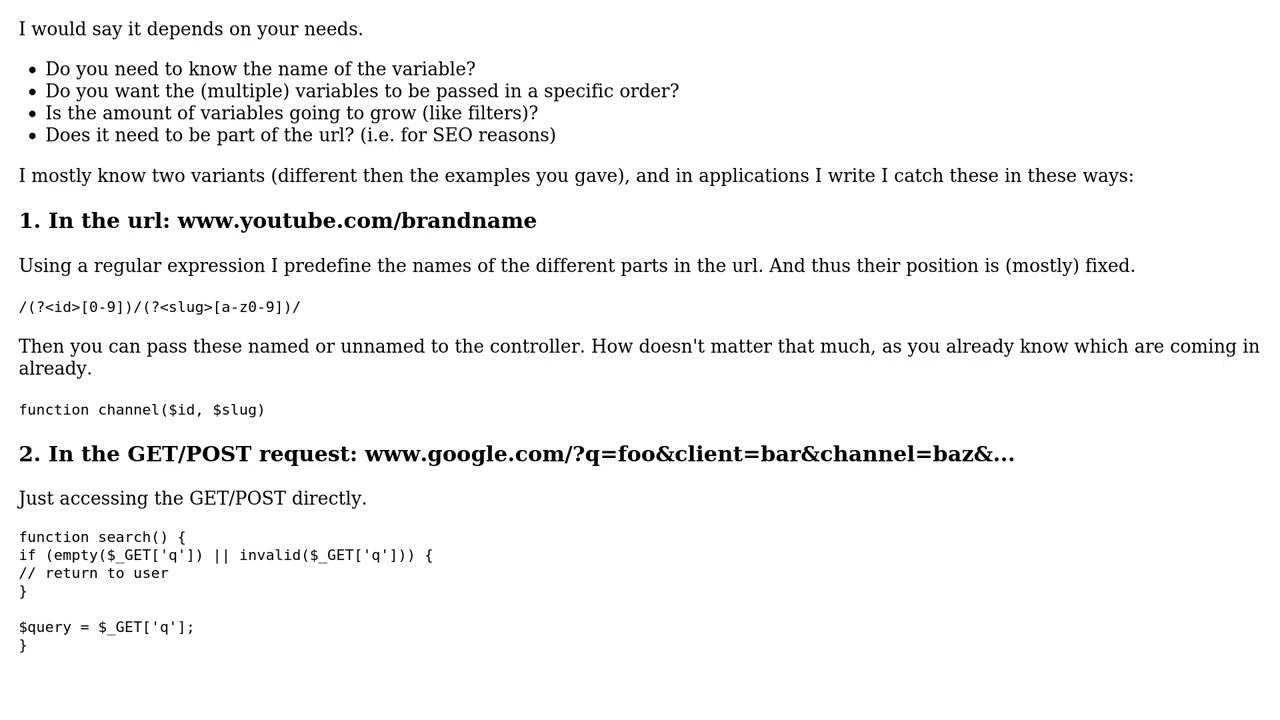 I would say it depends on your needs.
• Do you need to know the name of the variable?
• Do you want the (multiple) variables to be passed in a specific order?
• Is the amount of variables going to grow (like filters)?
• Does it need to be part of the url? (i.e. for SEO reasons)
I mostly know two variants (different then the examples you gave), and in applications I write I catch these in these ways:
1. In the url: www.youtube.com/brandname
Using a regular expression I predefine the names of the different parts in the url. And thus their position is (mostly) fixed.
/(?<id>[0-9])/(?<slug>[a-z0-9])/
Then you can pass these named or unnamed to the controller. How doesn't matter that much, as you already know which are coming in
already.
function channel($id, $slug)
2. In the GET/POST request: www.google.com/?q=foo&client=bar&channel=baz&...
Just accessing the GET/POST directly.
function search() {
if (empty($_GET['q']) || invalid($_GET['q'])) {
// return to user
}
$query = $_GET['q'];
}